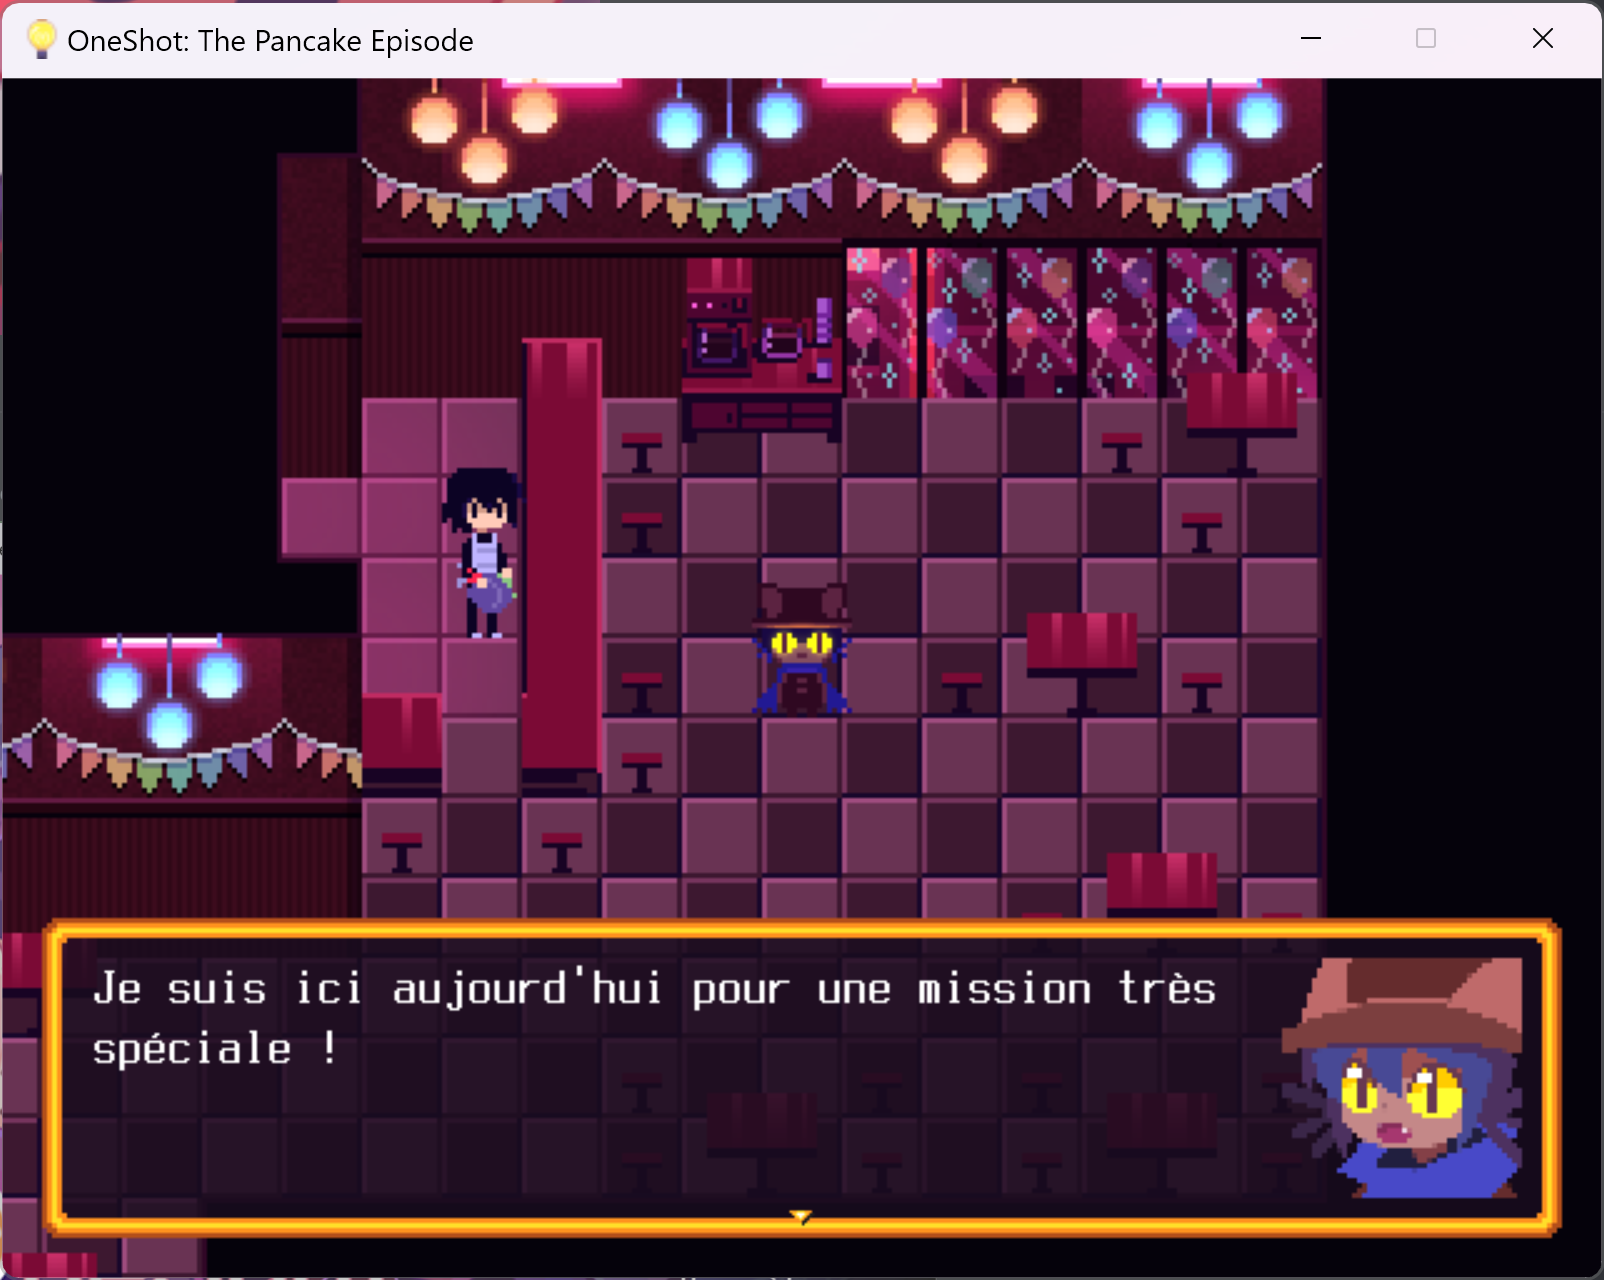 OneShot: The Pancake Episode
Je suis ici aujourd'hui pour une mission très
spéciale !